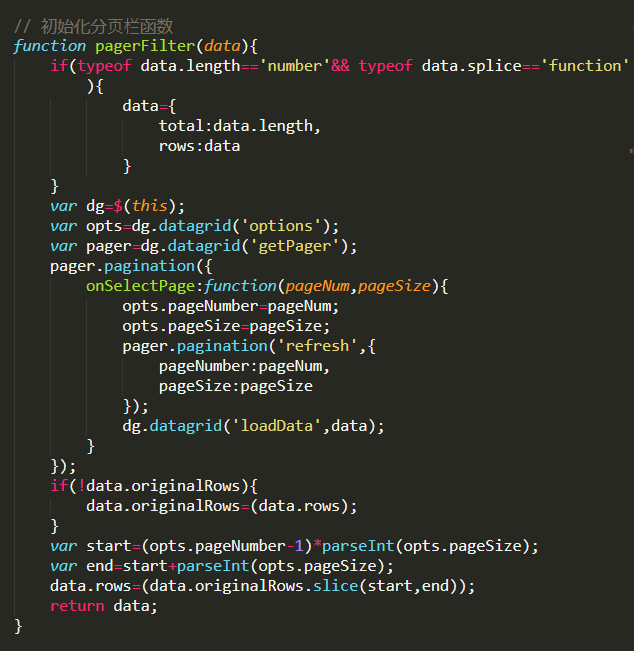 // 初始化分页栏函数
function pagerFilter(data){
if(typeof data.length=='number'&& typeof data.splice=='function'
){
data={
total:data.length,
rows:data
}
}
var dg=$(this);
var opts=dg.datagrid('options');
var pager=dg.datagrid('getPager');
pager.pagination({
onSelectPage:function(pageNum,pageSize){
opts.pageNumber=pageNum;
opts.pageSize=pageSize;
pager.pagination('refresh',{
pageNumber:pageNum,
pageSize:pageSize
});
dg.datagrid('loadData',data);
}
});
if(!data.originalRows){
data.originalRows=(data.rows);
}
var start=(opts.pageNumber-1)*parseInt(opts.pageSize);
var end=start+parseInt(opts.pageSize);
data.rows=(data.originalRows.slice(start,end));
return data;
}